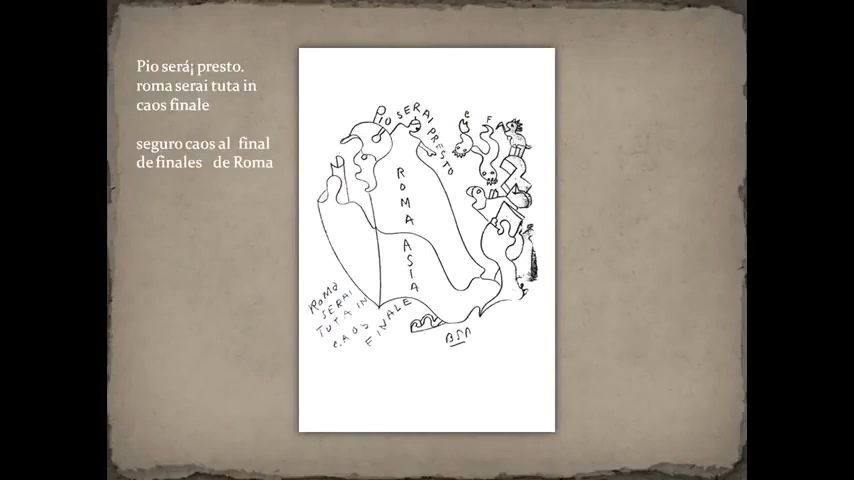 Pio será¡ presto.
roma serai tuta in
caos finale
seguro caos al final
de finales de Roma
PIO SERAI PRESTO
C F A
ROMA ASIA
ROMA
SERAI
TUTA IN
CAOS
FINALE
BSP